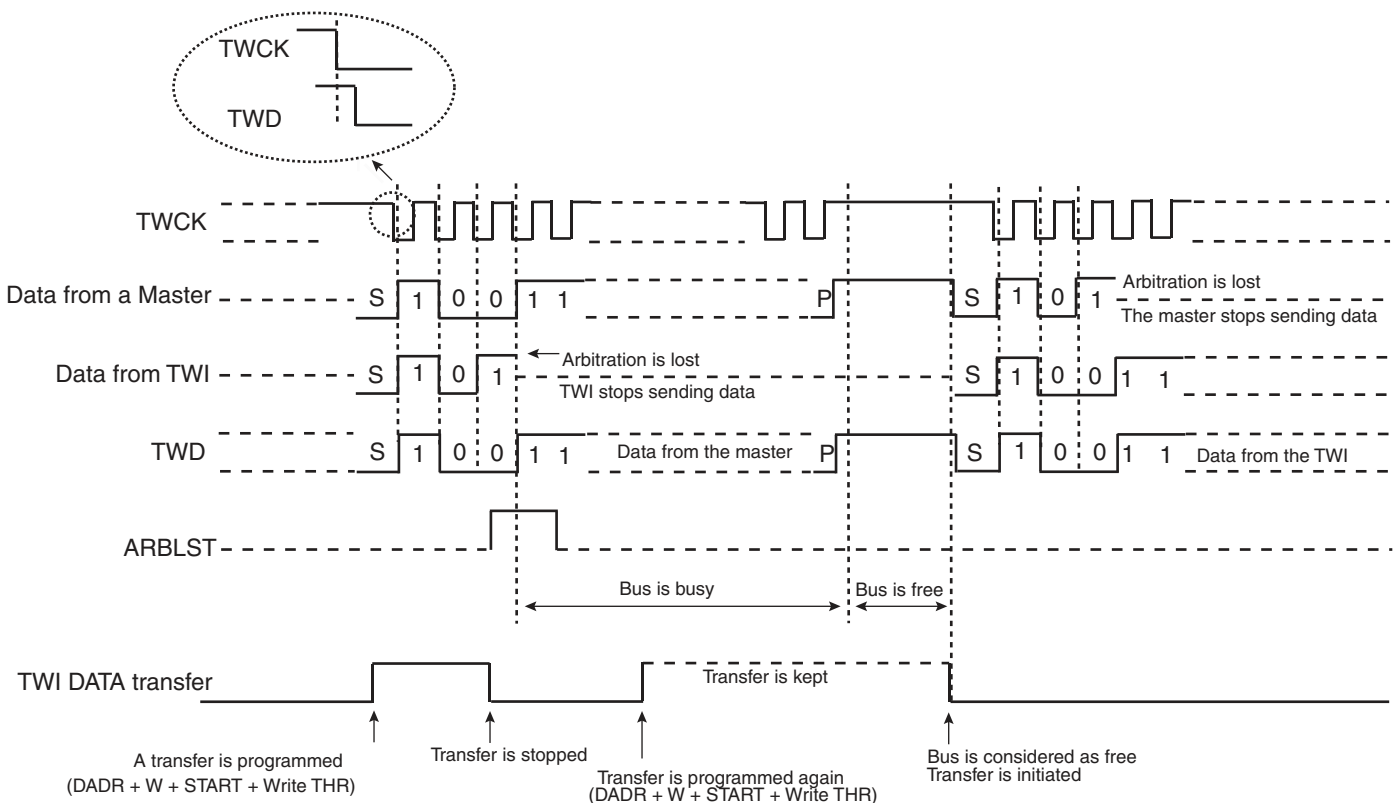 TWCK
TWD
TWCK
Data from a Master
S 1 0 0 1 1
P
S 1 0 1
Arbitration is lost
The master stops sending data
Data from TWI
S 1 0 1
Arbitration is lost
TWI stops sending data
S 1 0 0 1 1
TWD
S 1 0 0 1 1
Data from the master
P
S 1 0 0 1 1
Data from the TWI
ARBLST
Bus is busy
Bus is free
TWI DATA transfer
Transfer is kept
A transfer is programmed
(DADR + W + START + Write THR)
Transfer is stopped
Transfer is programmed again
(DADR + W + START + Write THR)
Bus is considered as free
Transfer is initiated